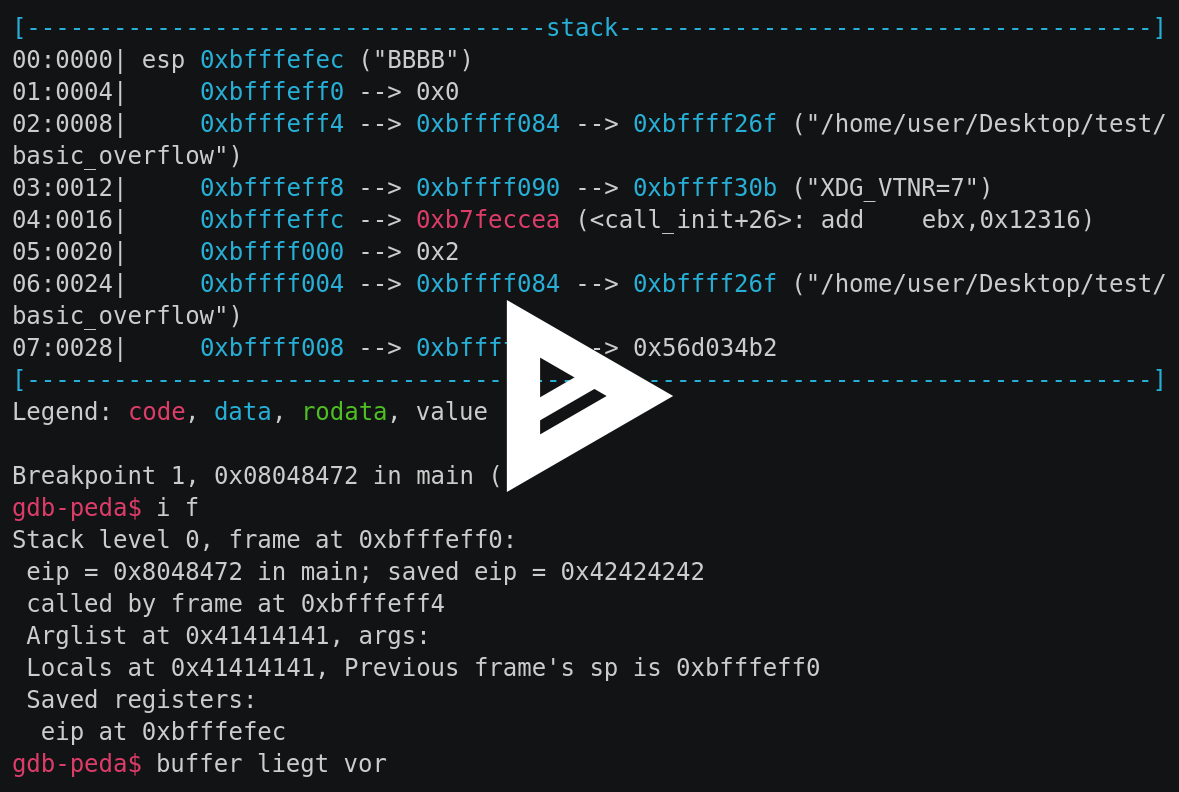 [------------------------------------stack-------------------------------------]
00:0000| esp 0xbfffefec ("BBBB")
01:0004|     0xbfffeff0 --> 0x0
02:0008|     0xbfffeff4 --> 0xbffff084 --> 0xbffff26f ("/home/user/Desktop/test/
basic_overflow")
03:0012|     0xbfffeff8 --> 0xbffff090 --> 0xbffff30b ("XDG_VTNR=7")
04:0016|     0xbfffeffc --> 0xb7feccea (<call_init+26>: add    ebx,0x12316)
05:0020|     0xbffff000 --> 0x2
06:0024|     0xbffff004 --> 0xbffff084 --> 0xbffff26f ("/home/user/Desktop/test/
basic_overflow")
07:0028|     0xbffff008 --> 0x56d034b2
[------------------------------------------------------------------------------]
Legend: code, data, rodata, value
Breakpoint 1, 0x08048472 in main (
gdb-peda$ i f
Stack level 0, frame at 0xbfffeff0:
 eip = 0x8048472 in main; saved eip = 0x42424242
 called by frame at 0xbfffeff4
 Arglist at 0x41414141, args:
 Locals at 0x41414141, Previous frame's sp is 0xbfffeff0
 Saved registers:
  eip at 0xbfffefec
gdb-peda$ buffer liegt vor